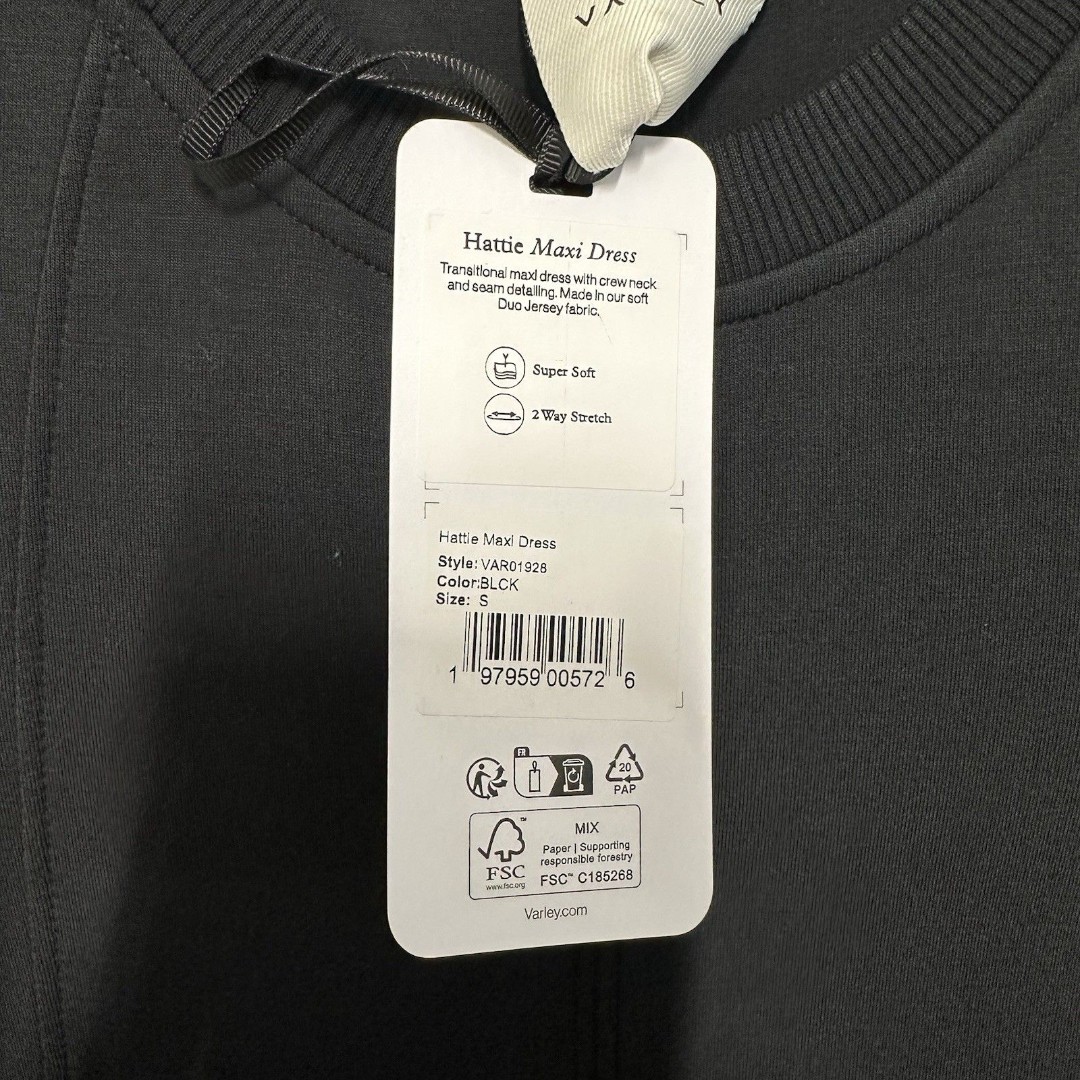 Hattie Maxi Dress
Transitional maxi dress with crew neck
and seam detailing. Made in our soft
Duo Jersey fabric.
Super Soft
2 Way Stretch
Hattie Maxi Dress
Style: VAR01928
Color:BLCK
Size: S
1 97959 00572 6
FR
20
PAP
FSC™
www.fsc.org
MIX
Paper | Supporting
responsible forestry
FSC™ C185268
Varley.com